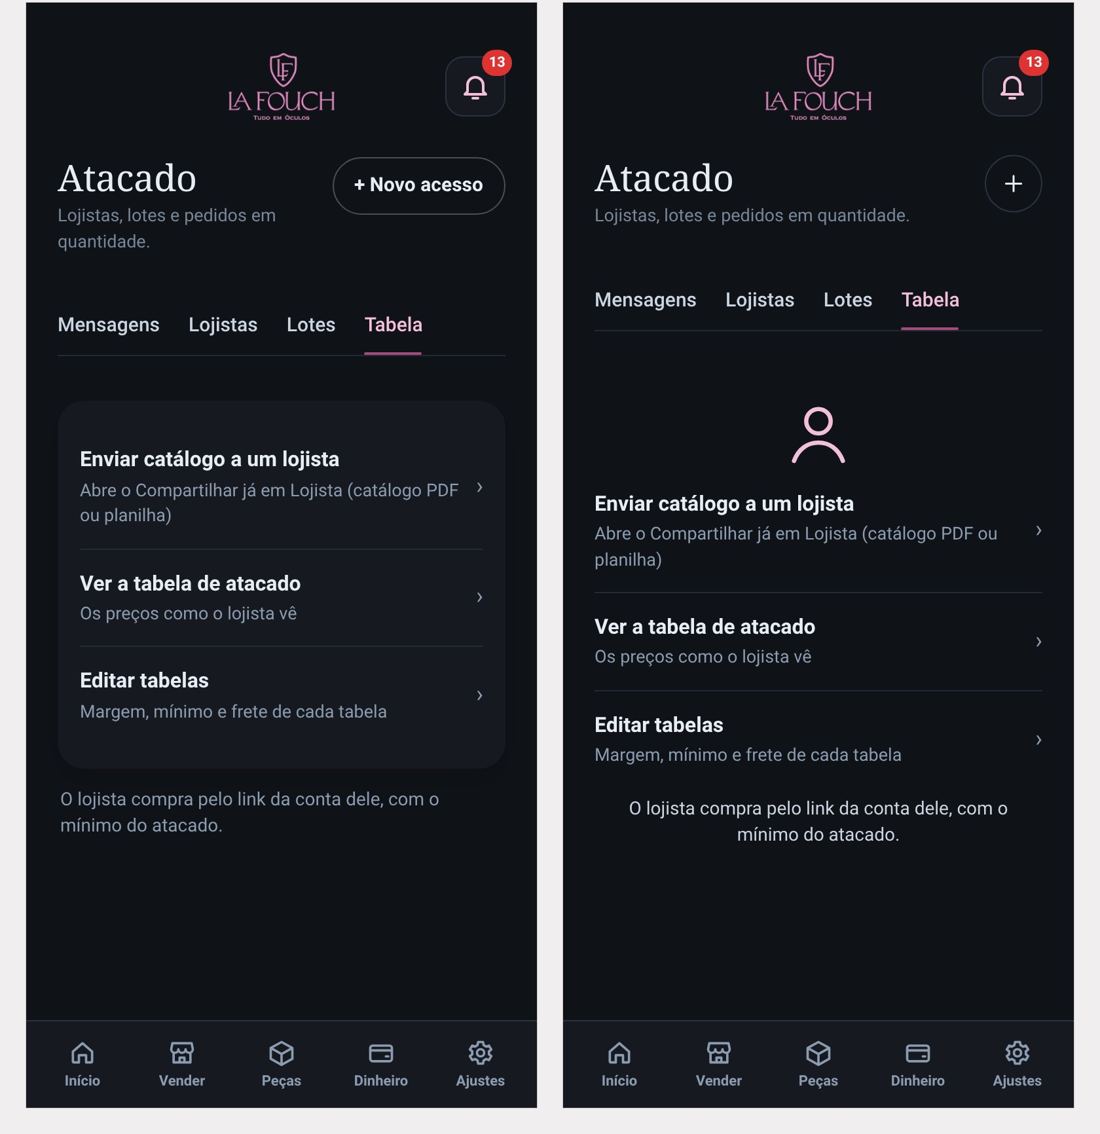 13
LF
LA FOUCH
TUDO EM ÓCULOS
Atacado
+ Novo acesso
Lojistas, lotes e pedidos em
quantidade.
Mensagens Lojistas Lotes Tabela
Enviar catálogo a um lojista
Abre o Compartilhar já em Lojista (catálogo PDF
ou planilha)
Ver a tabela de atacado
Os preços como o lojista vê
Editar tabelas
Margem, mínimo e frete de cada tabela
O lojista compra pelo link da conta dele, com o
mínimo do atacado.
Início Vender Peças Dinheiro Ajustes
13
LF
LA FOUCH
TUDO EM ÓCULOS
Atacado
+
Lojistas, lotes e pedidos em quantidade.
Mensagens Lojistas Lotes Tabela
Enviar catálogo a um lojista
Abre o Compartilhar já em Lojista (catálogo PDF ou
planilha)
Ver a tabela de atacado
Os preços como o lojista vê
Editar tabelas
Margem, mínimo e frete de cada tabela
O lojista compra pelo link da conta dele, com o
mínimo do atacado.
Início Vender Peças Dinheiro Ajustes